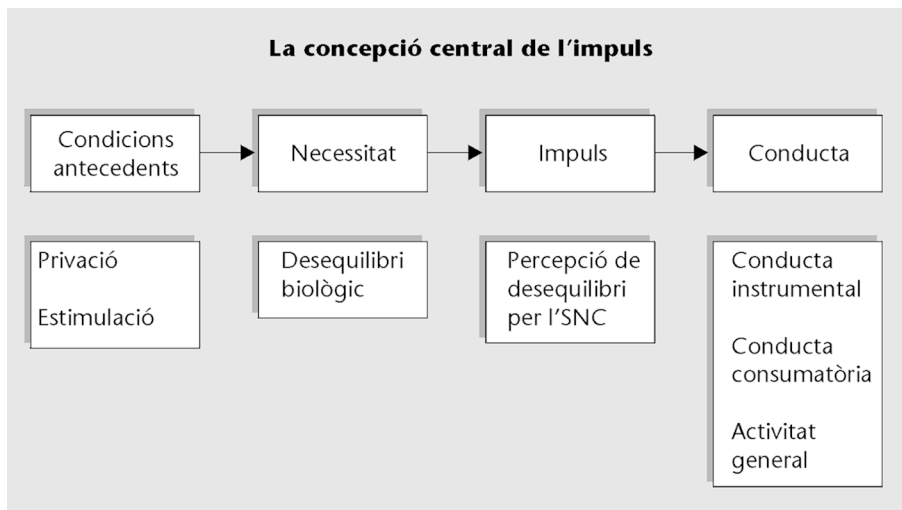 La concepció central de l’impuls
Condicions
antecedents
Necessitat
Impuls
Conducta
Privació
Estimulació
Desequilibri
biològic
Percepció de
desequilibri
per l’SNC
Conducta
instrumental
Conducta
consumatòria
Activitat
general